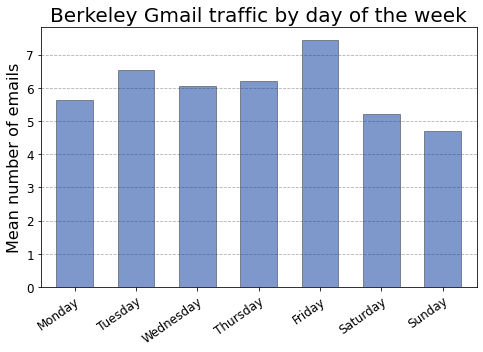 Berkeley Gmail traffic by day of the week
Mean number of emails
7
6
5
4
3
2
1
0
Monday
Tuesday
Wednesday
Thursday
Friday
Saturday
Sunday